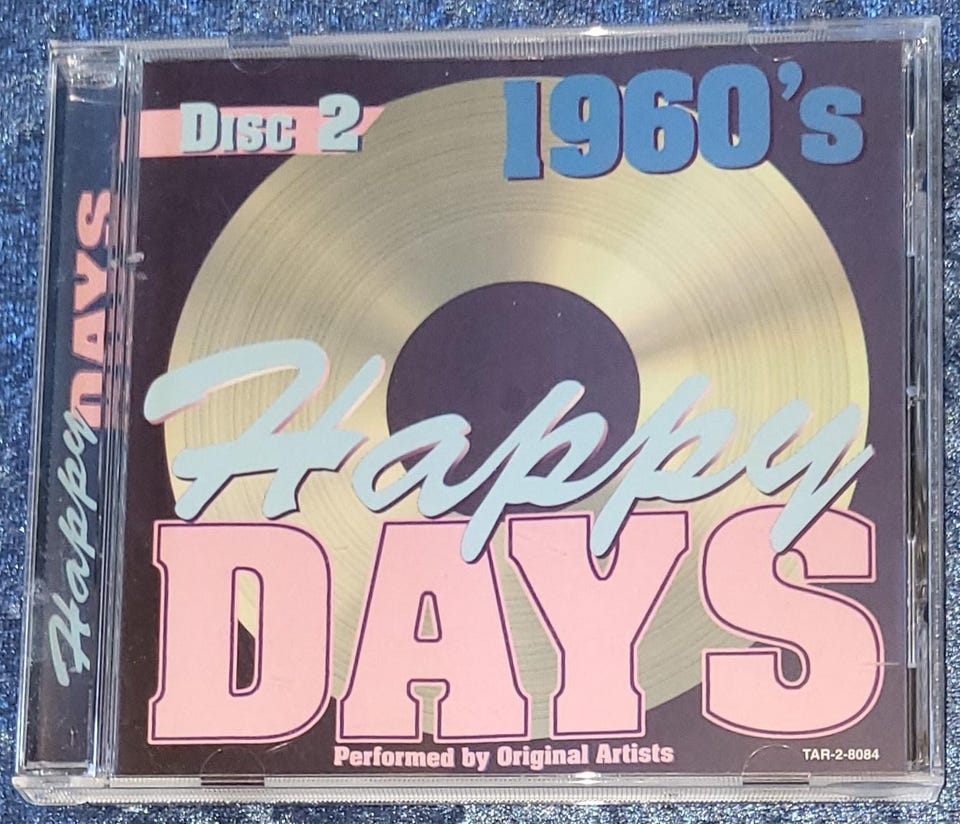 Disc 2
1960's
Happy
DAYS
Performed by Original Artists
TAR-2-8084
Happy DAYS